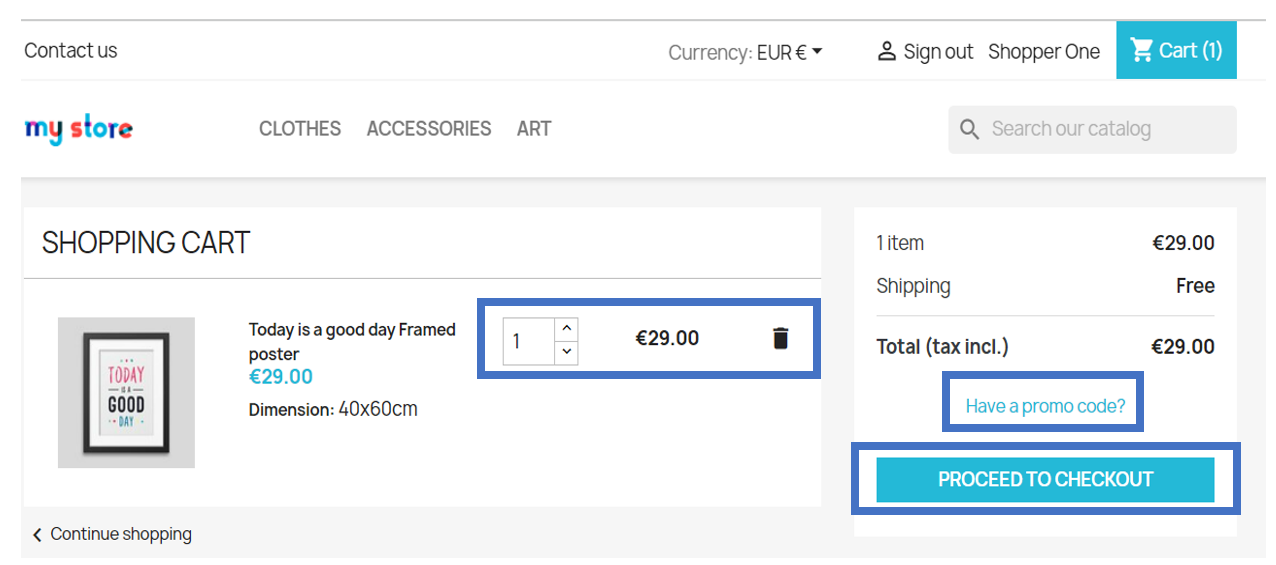 Contact us
Currency: EUR €
Sign out
Shopper One
Cart (1)
my store
CLOTHES
ACCESSORIES
ART
Search our catalog
SHOPPING CART
TODAY
IS A
GOOD
DAY
Today is a good day Framed
poster
€29.00
Dimension: 40x60cm
1
€29.00
1 item €29.00
Shipping Free
Total (tax incl.) €29.00
Have a promo code?
PROCEED TO CHECKOUT
Continue shopping